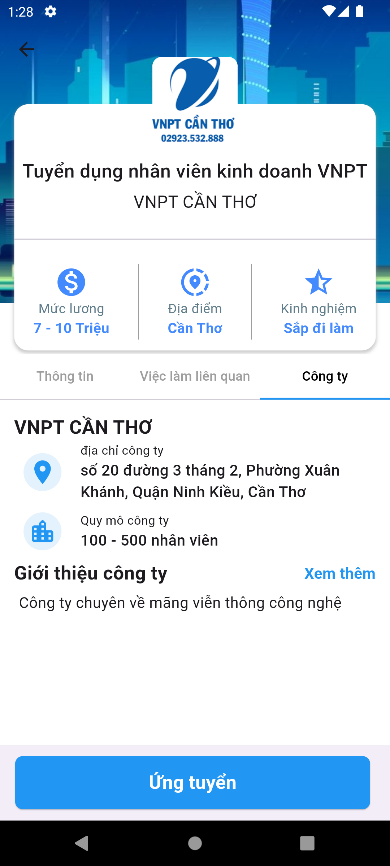 1:28
VNPT CẦN THƠ
02923.532.888
Tuyển dụng nhân viên kinh doanh VNPT
VNPT CẦN THƠ
Mức lương
7 - 10 Triệu
Địa điểm
Cần Thơ
Kinh nghiệm
Sắp đi làm
Thông tin
Việc làm liên quan
Công ty
VNPT CẦN THƠ
địa chỉ công ty
số 20 đường 3 tháng 2, Phường Xuân
Khánh, Quận Ninh Kiều, Cần Thơ
Quy mô công ty
100 - 500 nhân viên
Giới thiệu công ty
Xem thêm
Công ty chuyên về mãng viễn thông công nghệ
Ứng tuyển